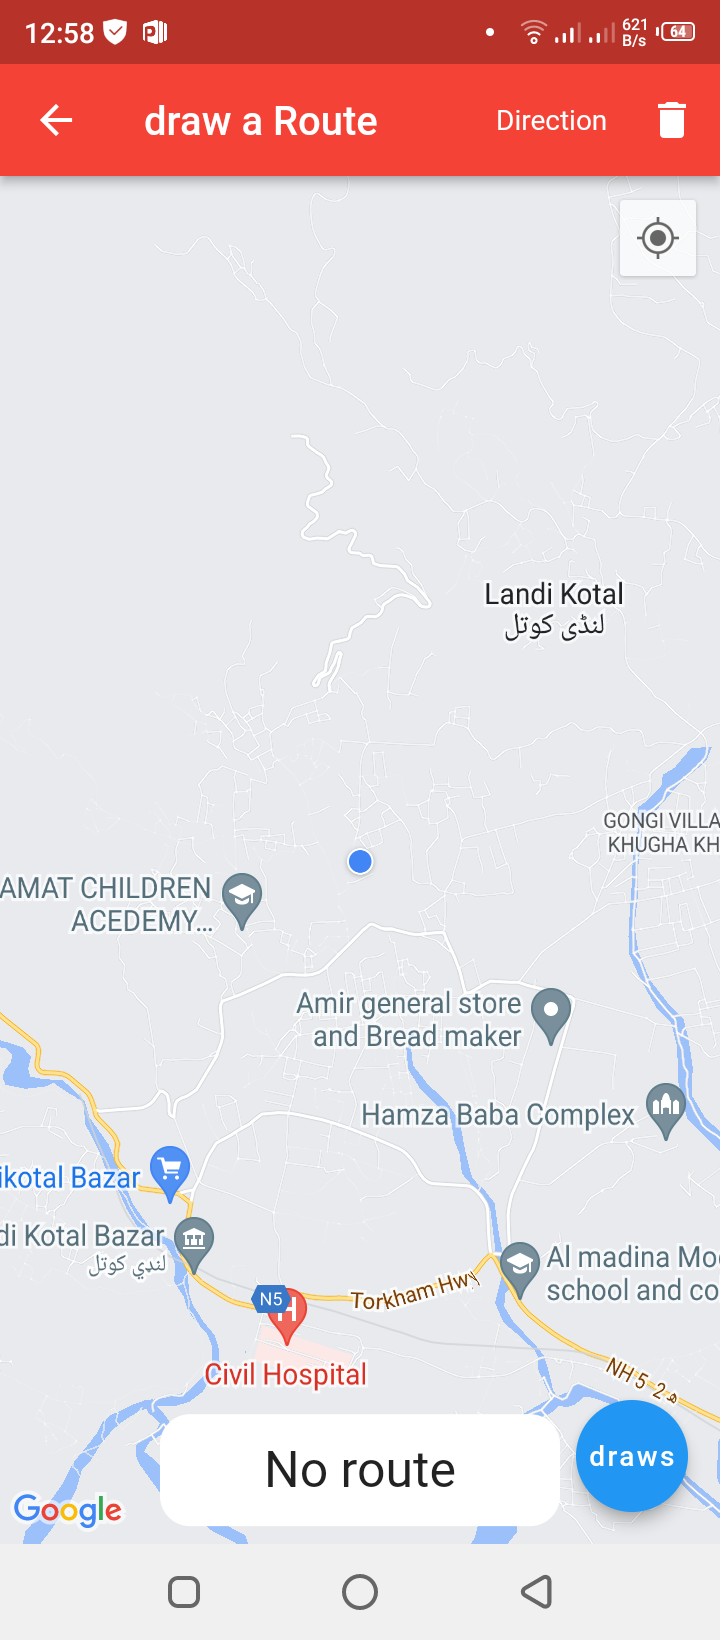 12:58
621
B/s
64
draw a Route
Direction
Landi Kotal
لنڈی کوتل
GONGI VILLA
KHUGHA KH
AMAT CHILDREN
ACEDEMY...
Amir general store
and Bread maker
Hamza Baba Complex
ikotal Bazar
di Kotal Bazar
لنډي کوتل
Al madina Mo
school and co
N5
H
Torkham Hwy
NH 5
Civil Hospital
No route
draws
Google